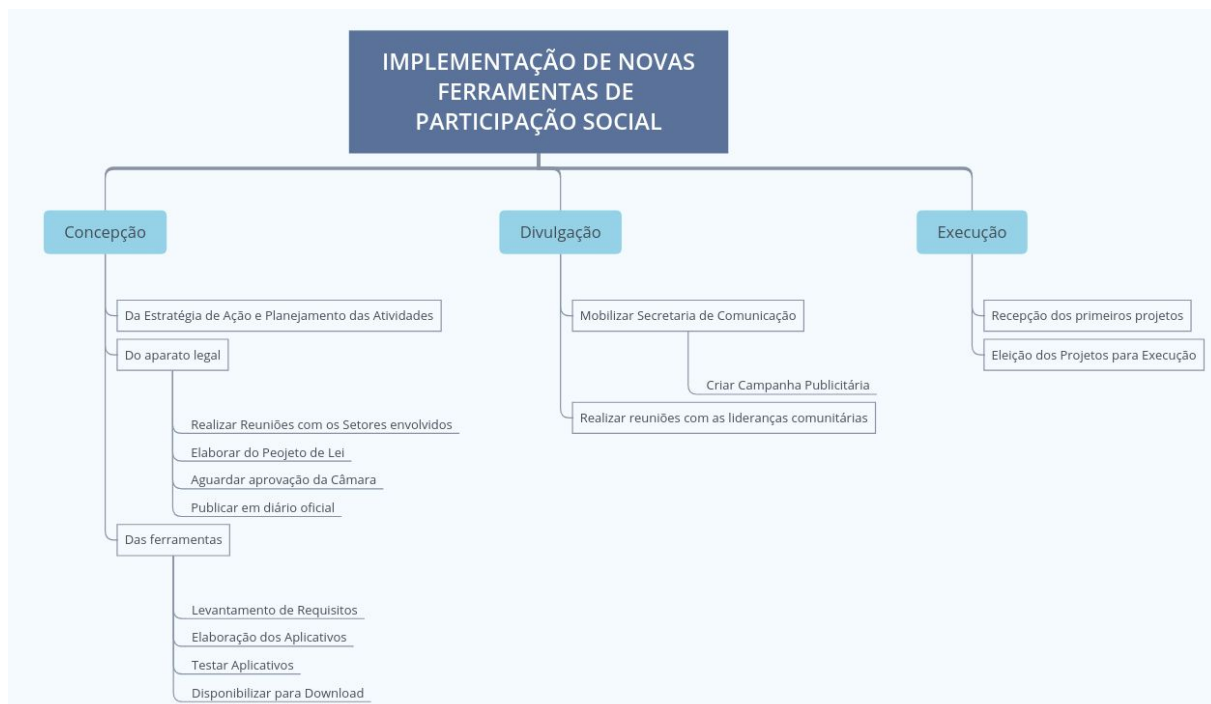 IMPLEMENTAÇÃO DE NOVAS
FERRAMENTAS DE
PARTICIPAÇÃO SOCIAL
Concepção
Da Estratégia de Ação e Planejamento das Atividades
Do aparato legal
Realizar Reuniões com os Setores envolvidos
Elaborar do Peojeto de Lei
Aguardar aprovação da Câmara
Publicar em diário oficial
Das ferramentas
Levantamento de Requisitos
Elaboração dos Aplicativos
Testar Aplicativos
Disponibilizar para Download
Divulgação
Mobilizar Secretaria de Comunicação
Criar Campanha Publicitária
Realizar reuniões com as lideranças comunitárias
Execução
Recepção dos primeiros projetos
Eleição dos Projetos para Execução